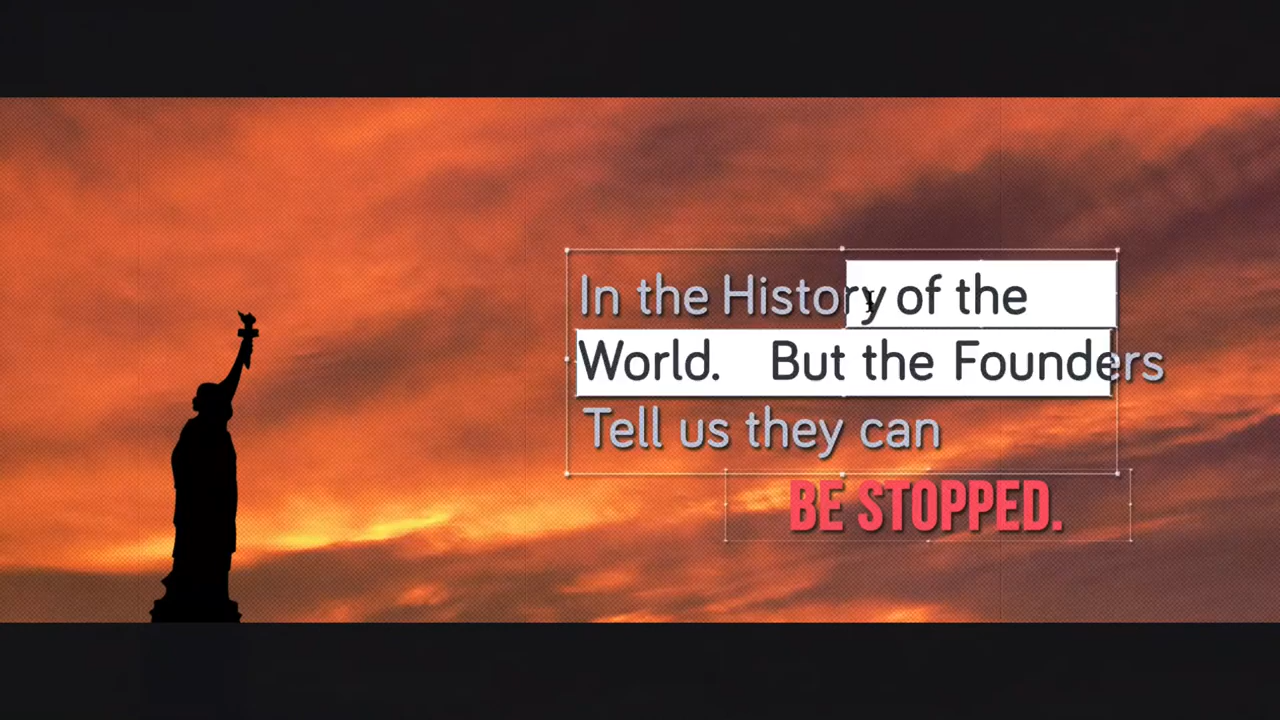 In the History of the
World. But the Founders
Tell us they can
BE STOPPED.